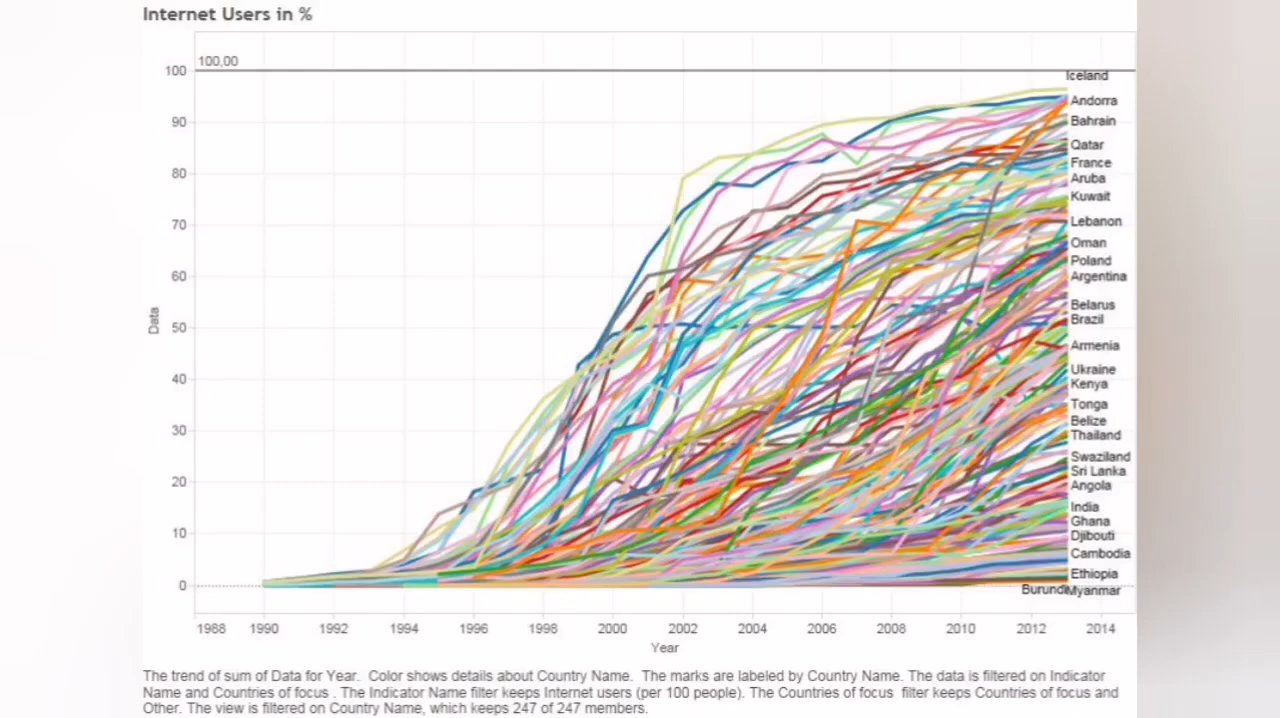 Internet Users in %
100,00
100
90
80
70
60
50
40
30
20
10
0
Data
Iceland
Andorra
Bahrain
Qatar
France
Aruba
Kuwait
Lebanon
Oman
Poland
Argentina
Belarus
Brazil
Armenia
Ukraine
Kenya
Tonga
Belize
Thailand
Swaziland
Sri Lanka
Angola
India
Ghana
Djibouti
Cambodia
Ethiopia
Burundi Myanmar
1988 1990 1992 1994 1996 1998 2000 2002 2004 2006 2008 2010 2012 2014
Year
The trend of sum of Data for Year. Color shows details about Country Name. The marks are labeled by Country Name. The data is filtered on Indicator
Name and Countries of focus . The Indicator Name filter keeps Internet users (per 100 people). The Countries of focus filter keeps Countries of focus and
Other. The view is filtered on Country Name, which keeps 247 of 247 members.